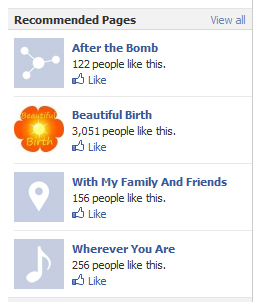 Recommended Pages View all
After the Bomb
122 people like this.
Like
Beautiful
Birth
Beautiful Birth
3,051 people like this.
Like
With My Family And Friends
156 people like this.
Like
Wherever You Are
256 people like this.
Like